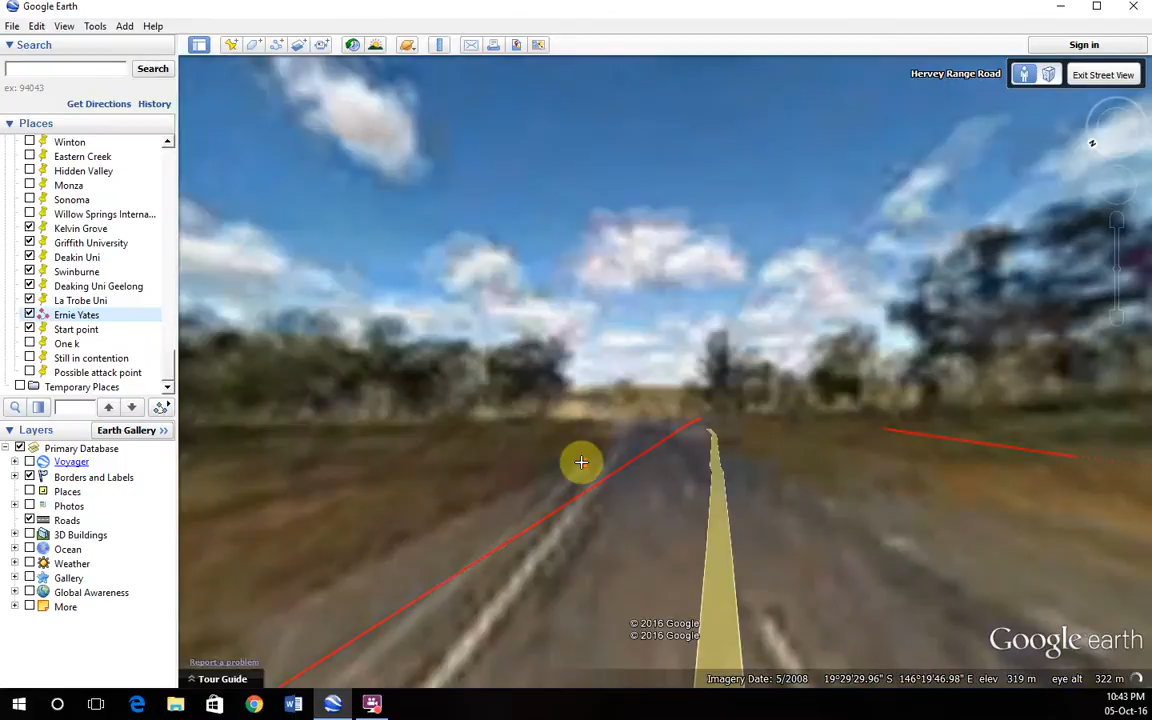 Google Earth
File Edit View Tools Add Help
Search
Search
ex: 94043
Get Directions History
Places
Winton
Eastern Creek
Hidden Valley
Monza
Sonoma
Willow Springs Interna...
Kelvin Grove
Griffith University
Deakin Uni
Swinburne
Deaking Uni Geelong
La Trobe Uni
Ernie Yates
Start point
One k
Still in contention
Possible attack point
Temporary Places
Layers
Earth Gallery >>
Primary Database
Voyager
Borders and Labels
Places
Photos
Roads
3D Buildings
Ocean
Weather
Gallery
Global Awareness
More
Sign in
Hervey Range Road
Exit Street View
N
© 2016 Google
© 2016 Google
Google earth
Report a problem
Tour Guide
Imagery Date: 5/2008 19°29'29.96" S 146°19'46.98" E elev 319 m eye alt 322 m
10:43 PM
05-Oct-16